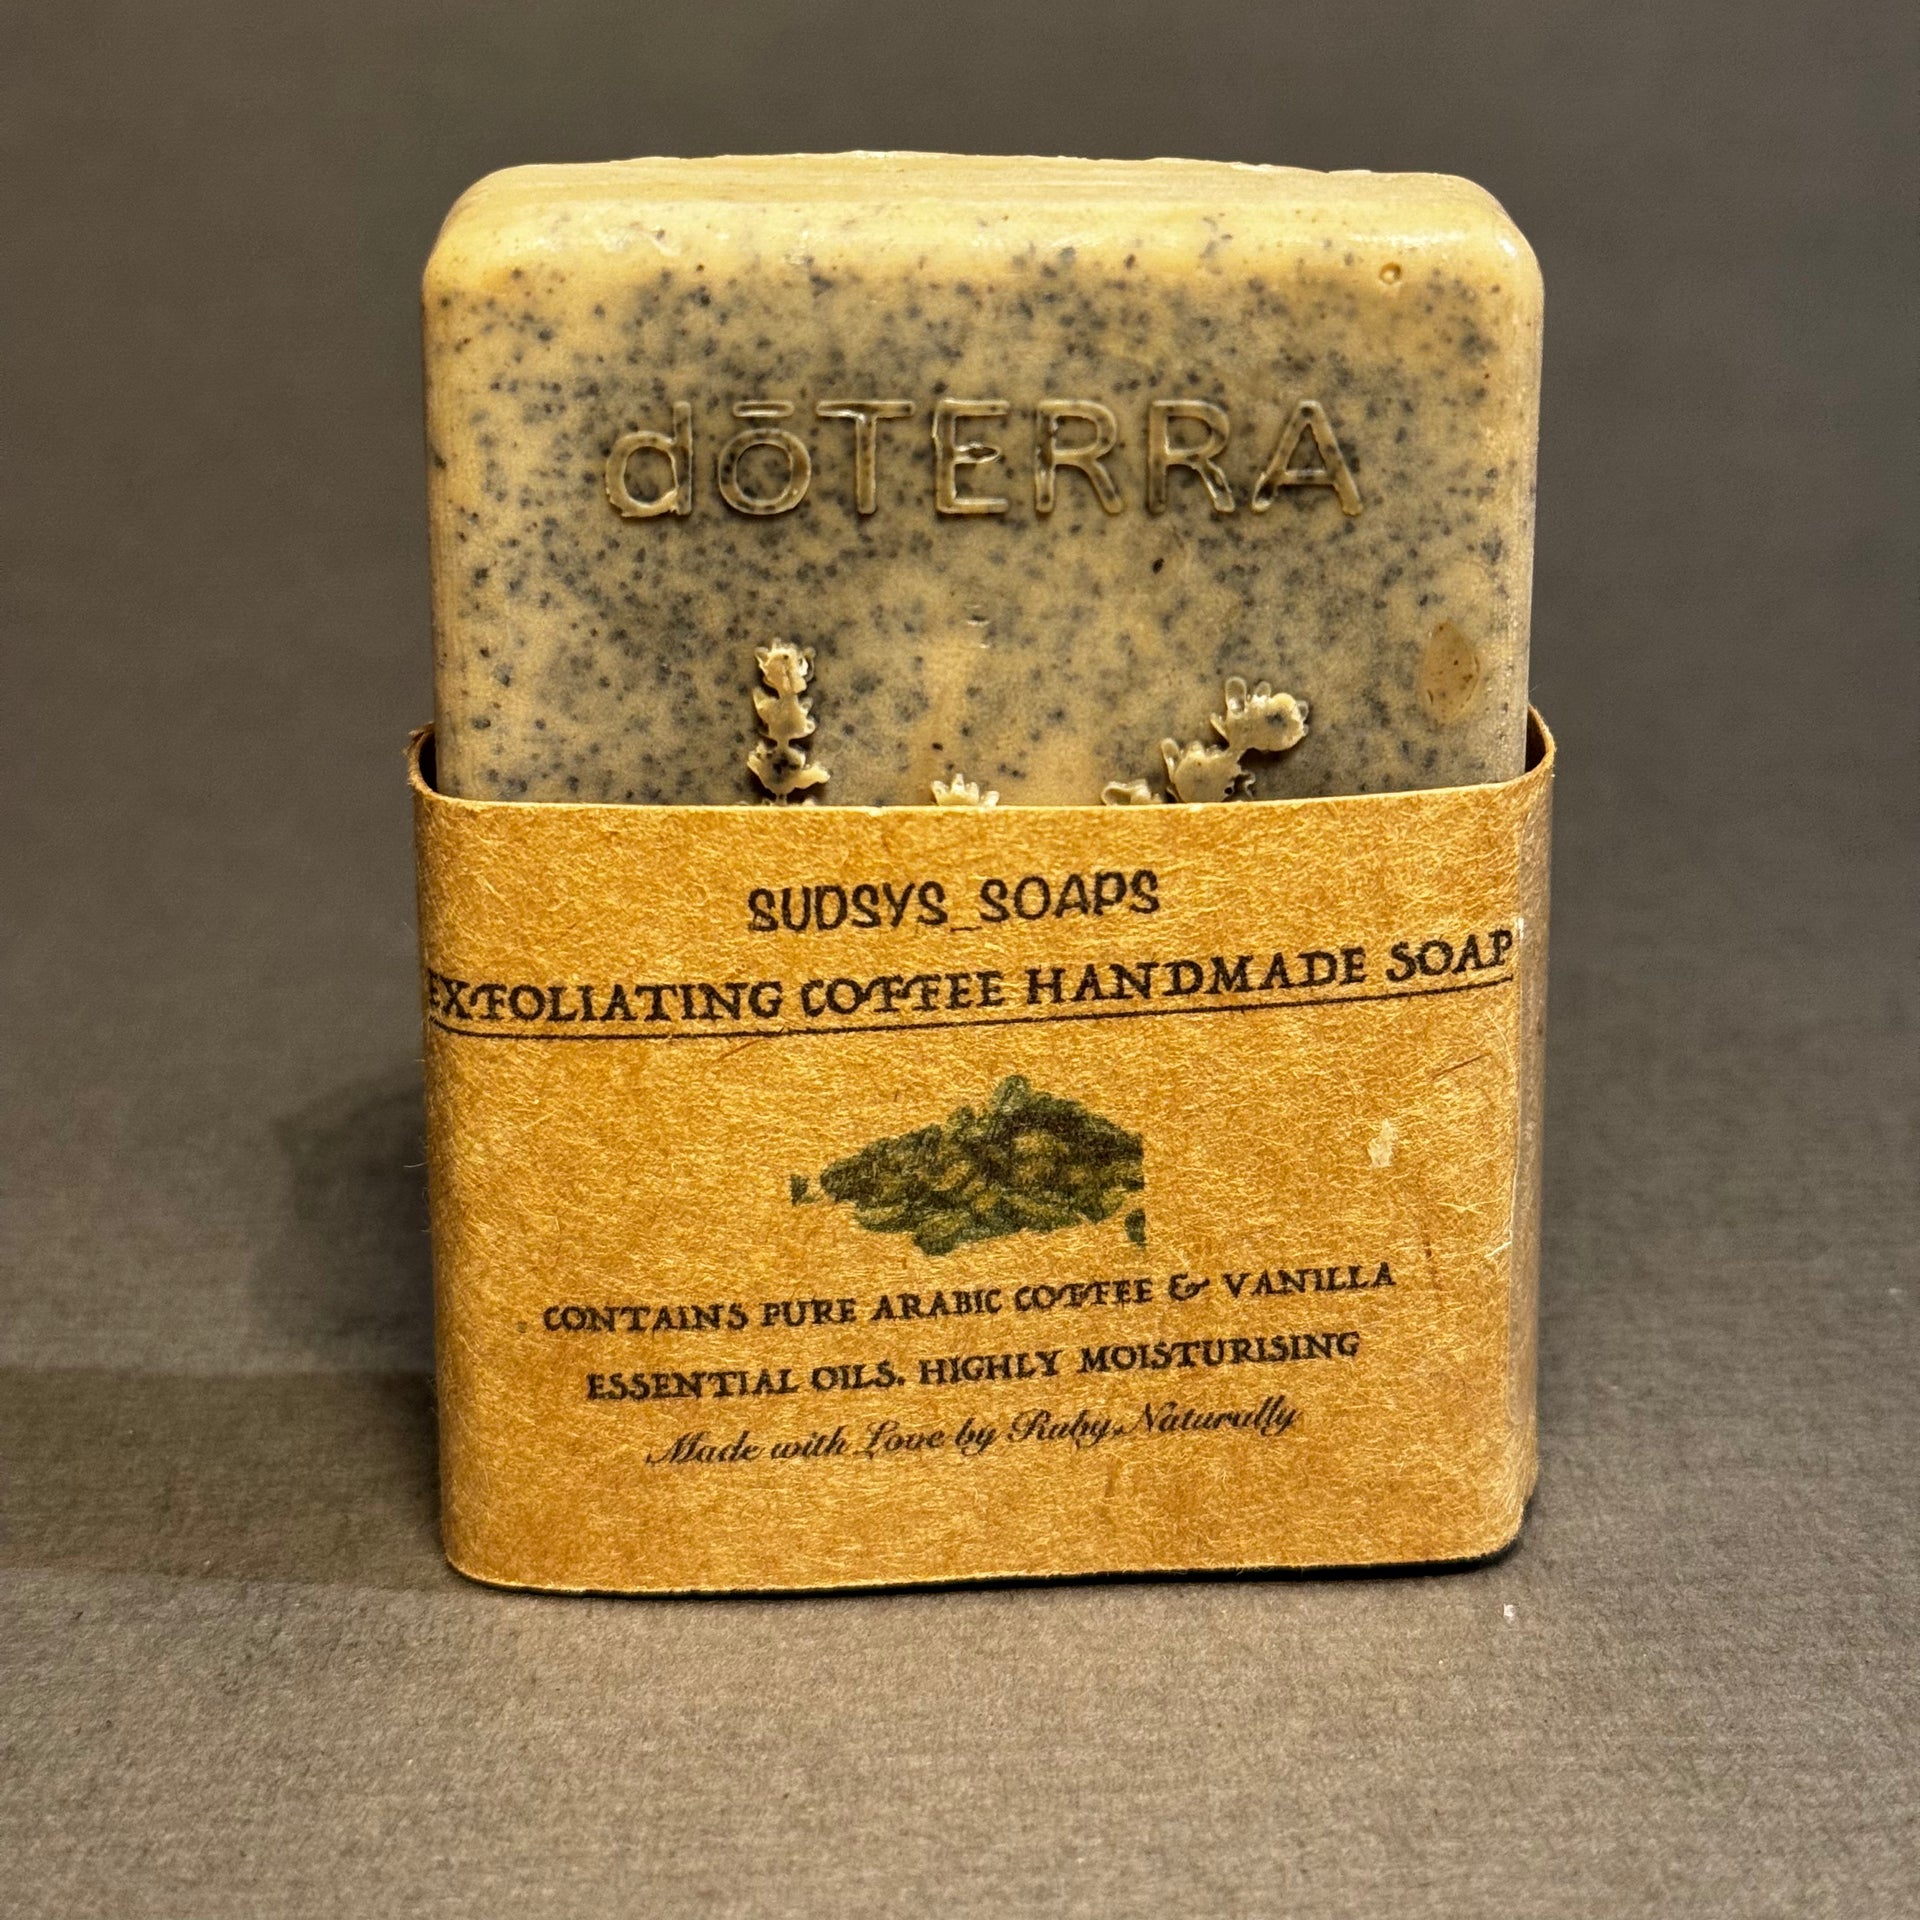 dōTERRA
SUDSYS_SOAPS
EXFOLIATING COFFEE HANDMADE SOAP
CONTAINS PURE ARABIC COFFEE & VANILLA
ESSENTIAL OILS. HIGHLY MOISTURISING
Made with Love by Ruby, Naturally